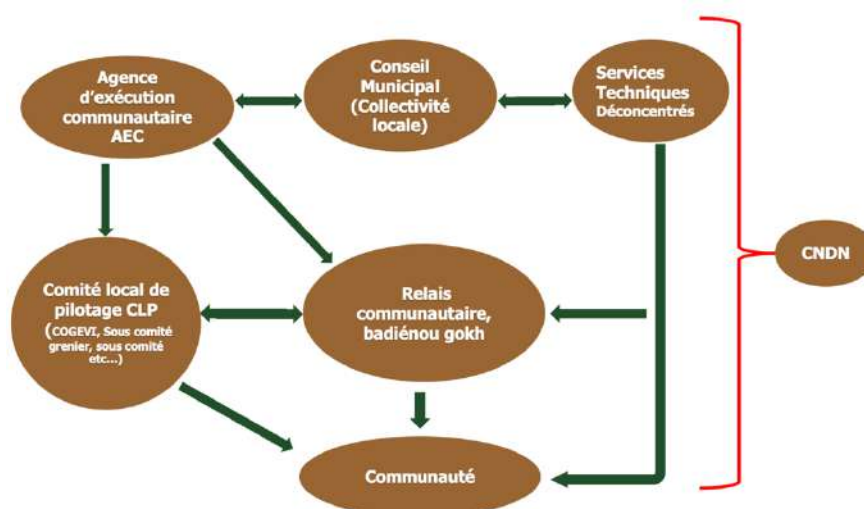 Agence
d'exécution
communautaire
AEC
Conseil
Municipal
(Collectivité
locale)
Services
Techniques
Déconcentrés
CNDN
Comité local de
pilotage CLP
(COGEVI, Sous comité
grenier, sous comité
etc...)
Relais
communautaire,
badiénou gokh
Communauté